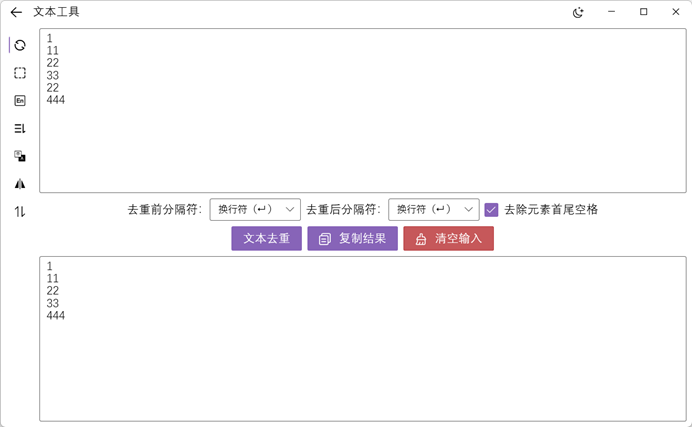 文本工具
1
11
22
33
22
444
En
去重前分隔符: 换行符（↵） 去重后分隔符: 换行符（↵） 去除元素首尾空格
文本去重 复制结果 清空输入
1
11
22
33
444